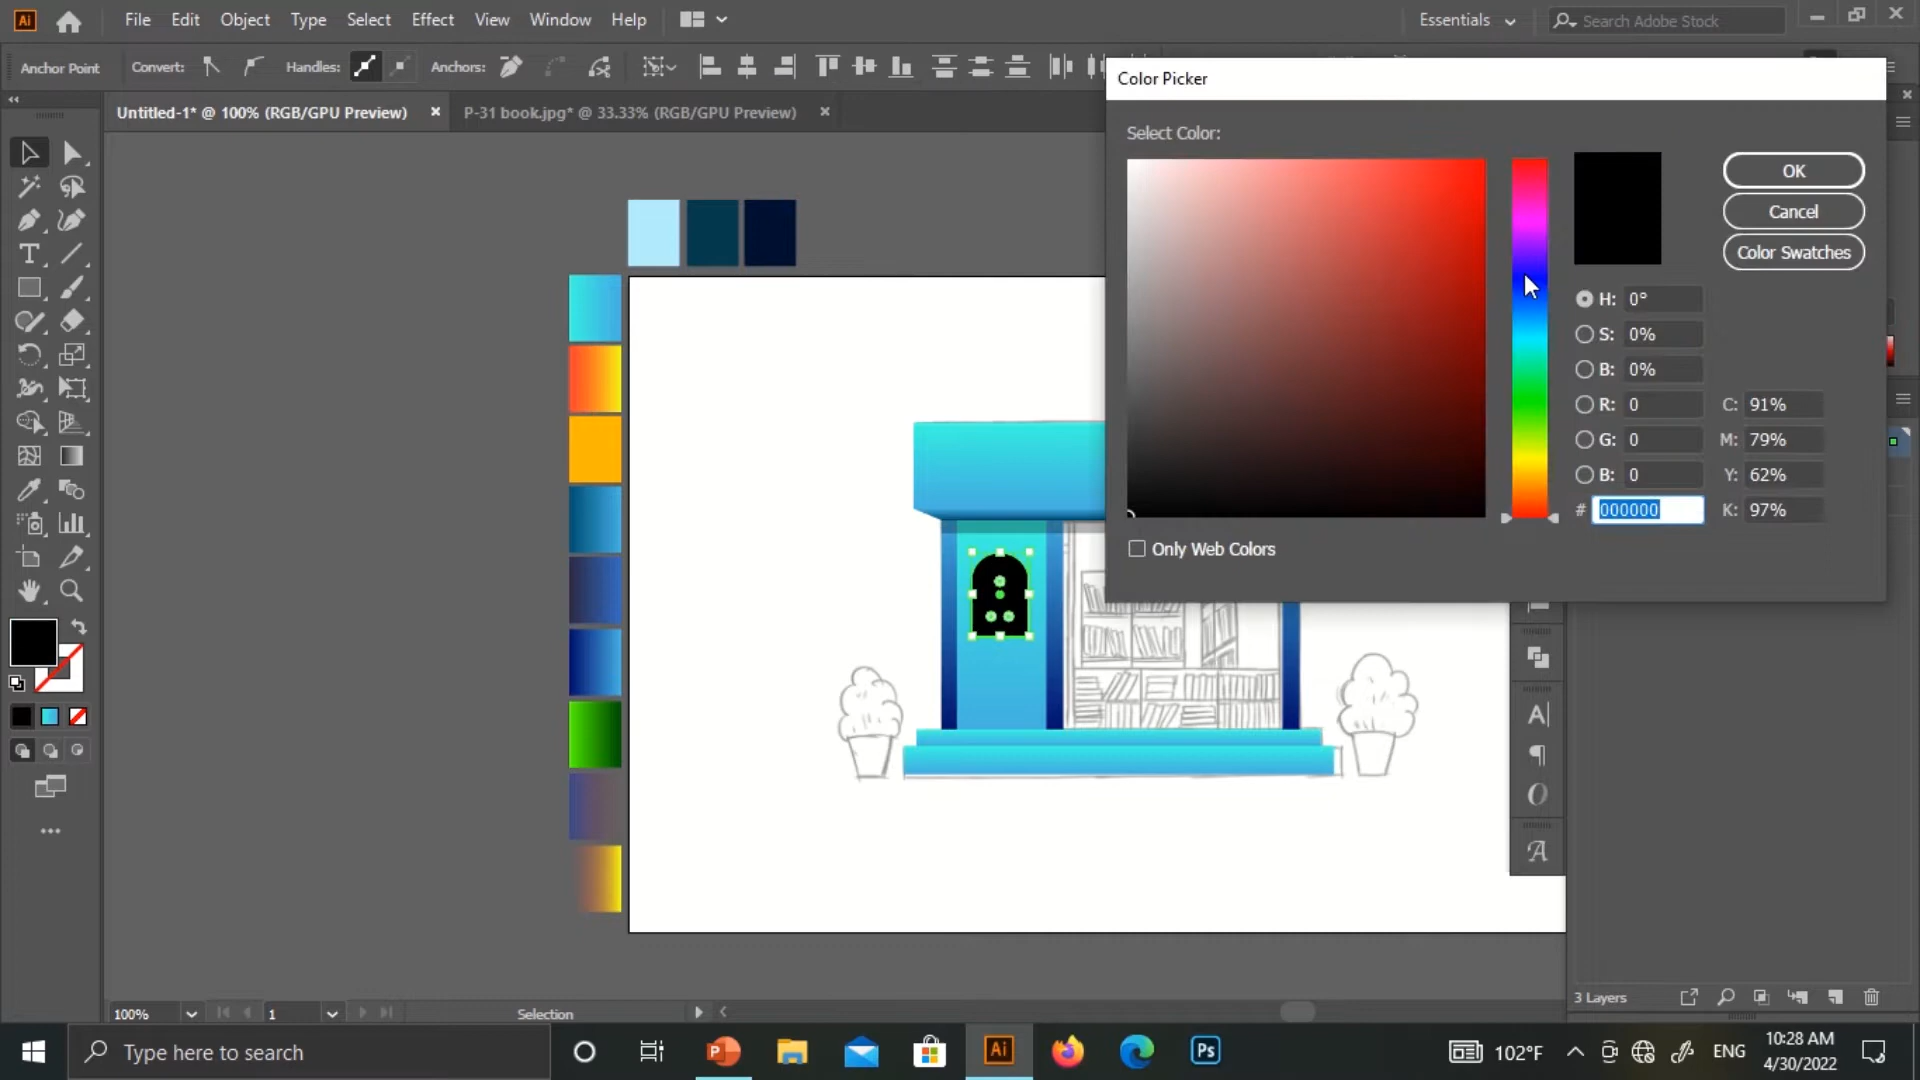 Ai
File Edit Object Type Select Effect View Window Help
Essentials
Search Adobe Stock
Anchor Point
Convert:
Handles:
Anchors:
Untitled-1* @ 100% (RGB/GPU Preview)
P-31 book.jpg* @ 33.33% (RGB/GPU Preview)
Color Picker
Select Color:
OK
Cancel
Color Swatches
H: 0°
S: 0%
B: 0%
R: 0 C: 91%
G: 0 M: 79%
B: 0 Y: 62%
# 000000 K: 97%
Only Web Colors
3 Layers
100%
1
Selection
Type here to search
Ai
Ps
102°F
ENG
10:28 AM
4/30/2022